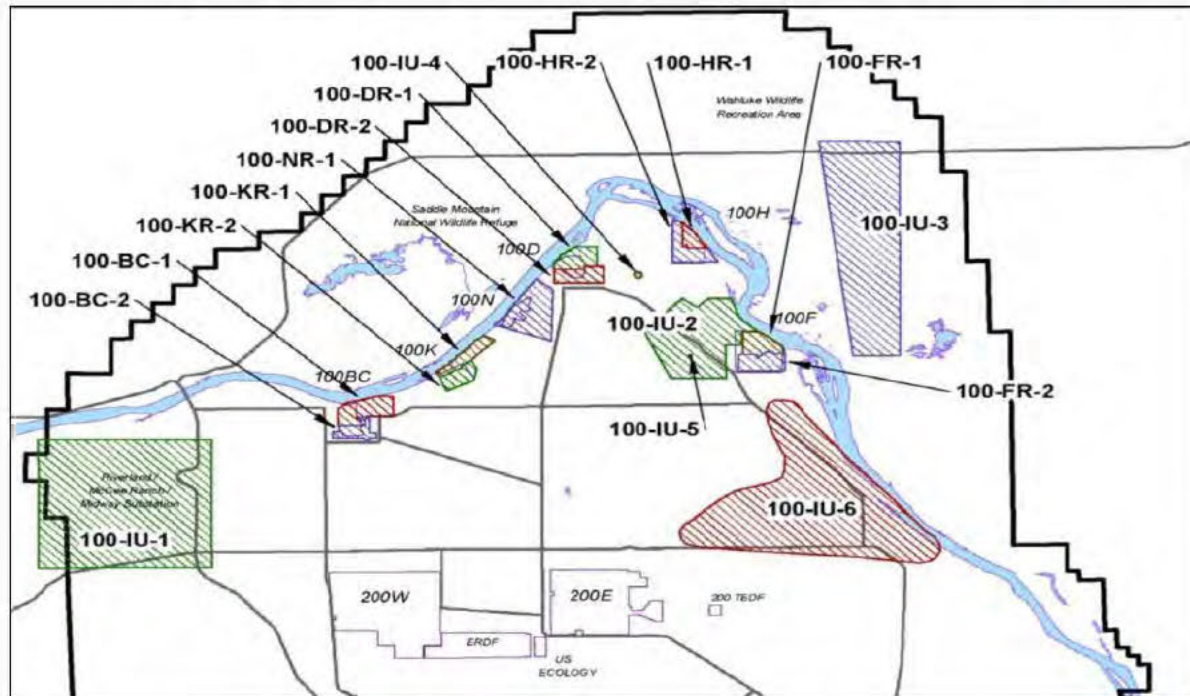 100-IU-4
100-HR-2
100-HR-1
100-FR-1
100-DR-1
Wahluke Wildlife
Recreation Area
100-DR-2
100-NR-1
100-KR-1
Saddle Mountain
National Wildlife Refuge
100H
100-IU-3
100-KR-2
100D
100-BC-1
100N
100-BC-2
100-IU-2
100F
100K
100BC
100-FR-2
100-IU-5
Riverland/
McGee Ranch/
Midway Substation
100-IU-6
100-IU-1
200W
200E
200 TEDF
ERDF
US
ECOLOGY